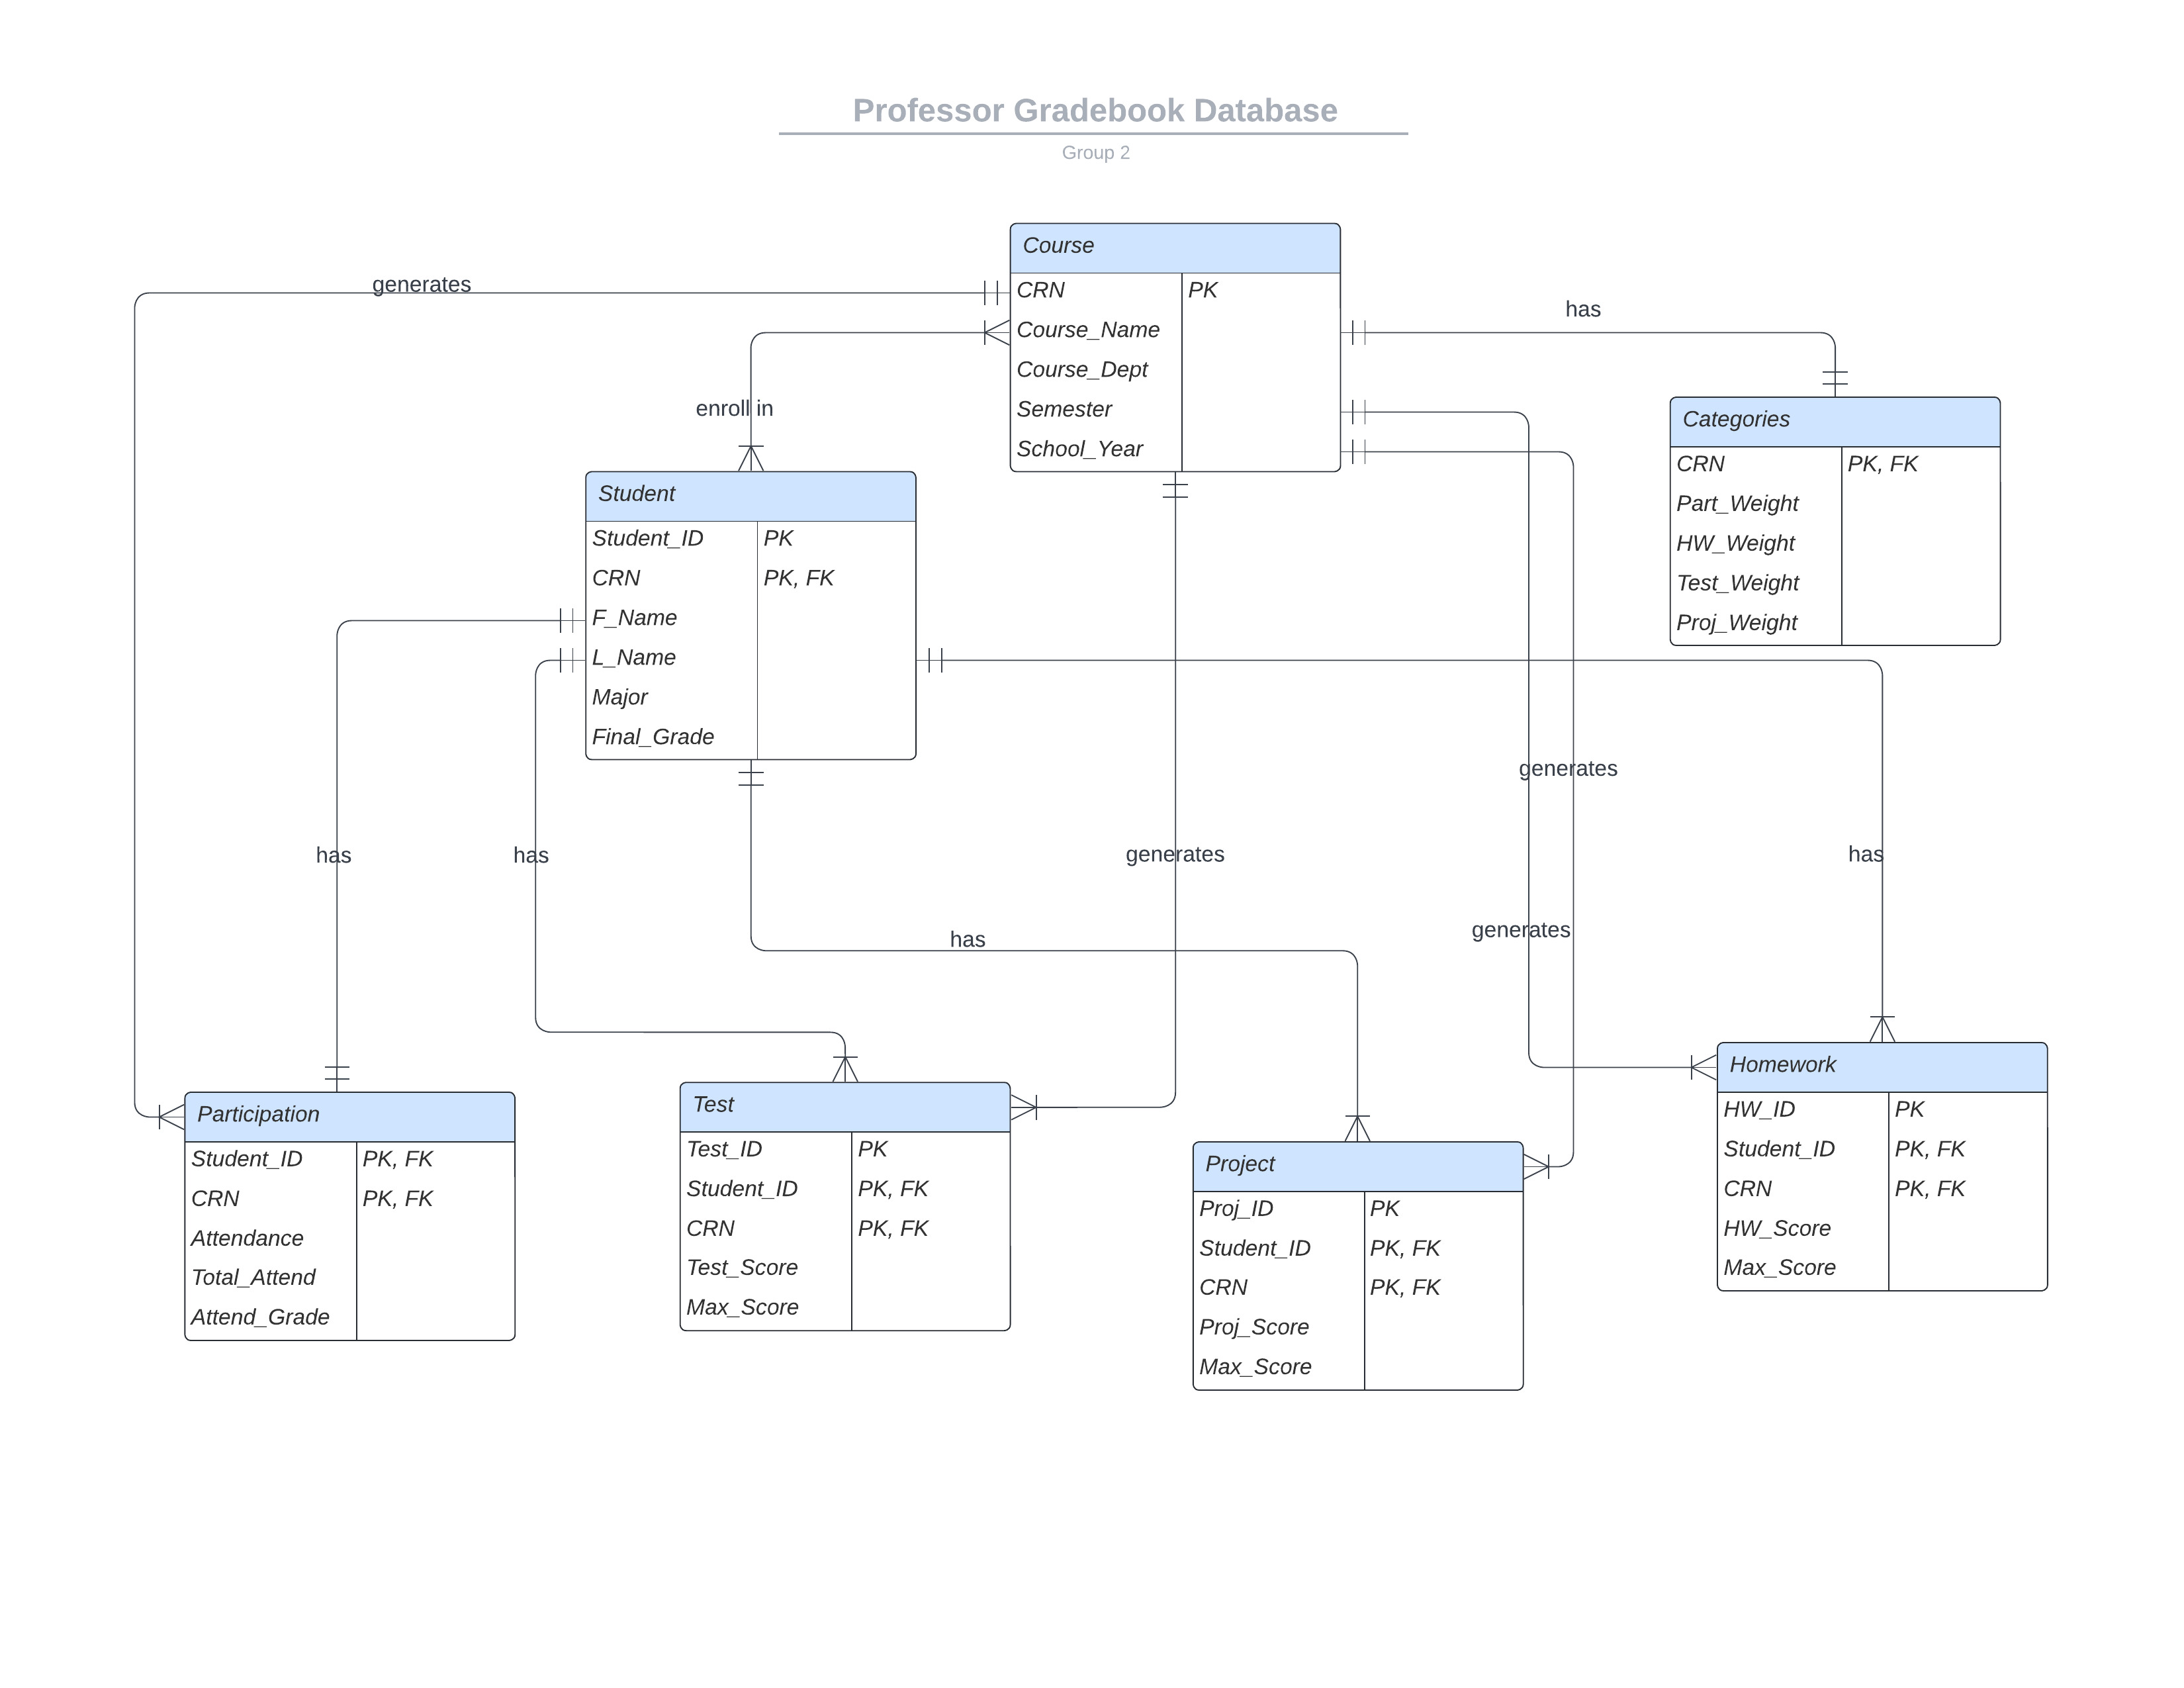 Professor Gradebook Database
Group 2
generates
enroll in
has
Course
CRN PK
Course_Name
Course_Dept
Semester
School_Year
Categories
CRN PK, FK
Part_Weight
HW_Weight
Test_Weight
Proj_Weight
Student
Student_ID PK
CRN PK, FK
F_Name
L_Name
Major
Final_Grade
generates
has
has
generates
has
has
generates
Participation
Student_ID PK, FK
CRN PK, FK
Attendance
Total_Attend
Attend_Grade
Test
Test_ID PK
Student_ID PK, FK
CRN PK, FK
Test_Score
Max_Score
Project
Proj_ID PK
Student_ID PK, FK
CRN PK, FK
Proj_Score
Max_Score
Homework
HW_ID PK
Student_ID PK, FK
CRN PK, FK
HW_Score
Max_Score